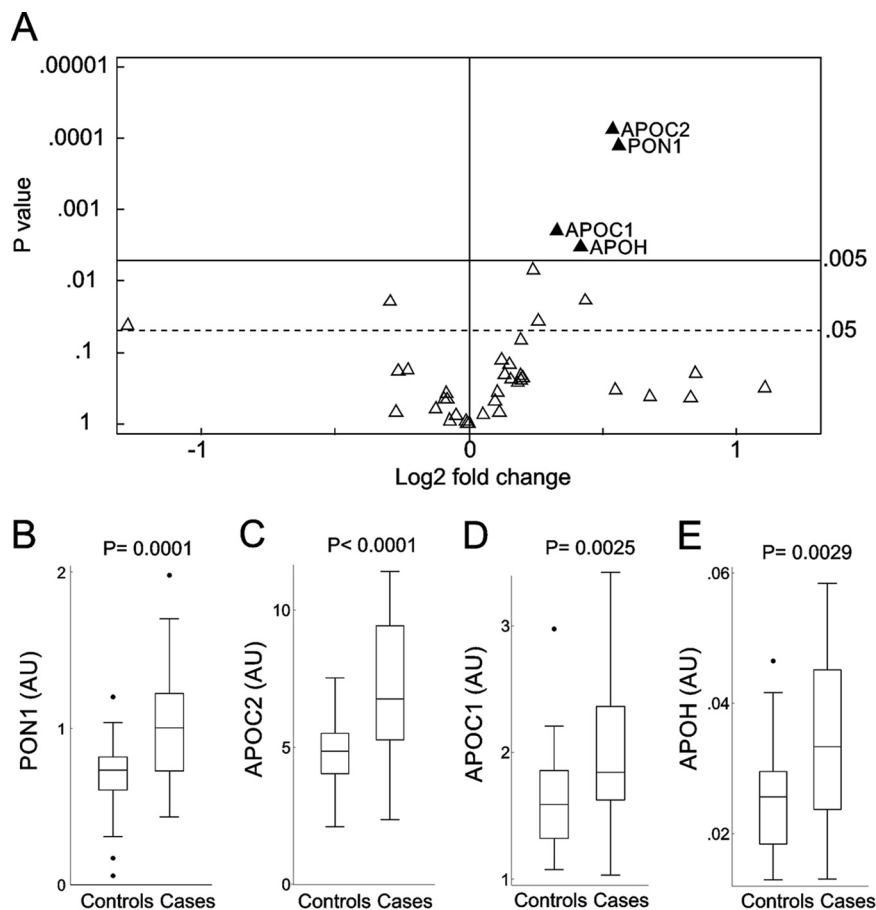 A
.00001
.0001
.001
.01
.1
1
P value
APOC2
PON1
APOC1
APOH
.005
.05
-1
0
1
Log2 fold change
B
P= 0.0001
2
1
0
PON1 (AU)
Controls Cases
C
P< 0.0001
10
5
0
APOC2 (AU)
Controls Cases
D
P= 0.0025
3
2
1
APOC1 (AU)
Controls Cases
E
P= 0.0029
.06
.04
.02
APOH (AU)
Controls Cases